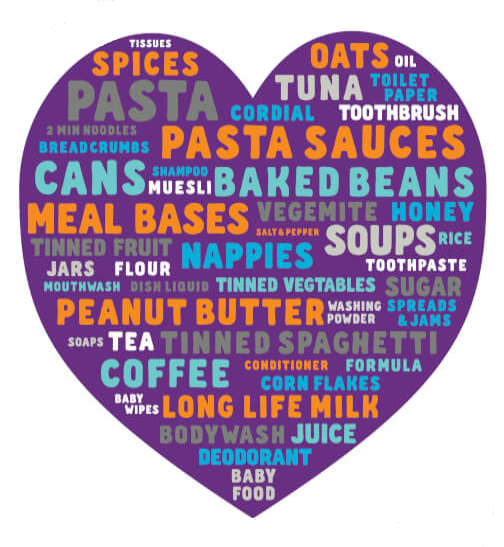 TISSUES
SPICES
OATS OIL
PASTA
TUNA TOILET PAPER
CORDIAL TOOTHBRUSH
2 MIN NOODLES
BREADCRUMBS
PASTA SAUCES
CANS SHAMPOO
MUESLI
BAKED BEANS
MEAL BASES VEGEMITE HONEY
SALT & PEPPER
TINNED FRUIT NAPPIES SOUPS RICE
JARS FLOUR TOOTHPASTE
MOUTHWASH DISH LIQUID TINNED VEGTABLES SUGAR
PEANUT BUTTER WASHING POWDER SPREADS & JAMS
SOAPS TEA TINNED SPAGHETTI
COFFEE CONDITIONER FORMULA
CORN FLAKES
BABY WIPES LONG LIFE MILK
BODYWASH JUICE
DEODORANT
BABY
FOOD